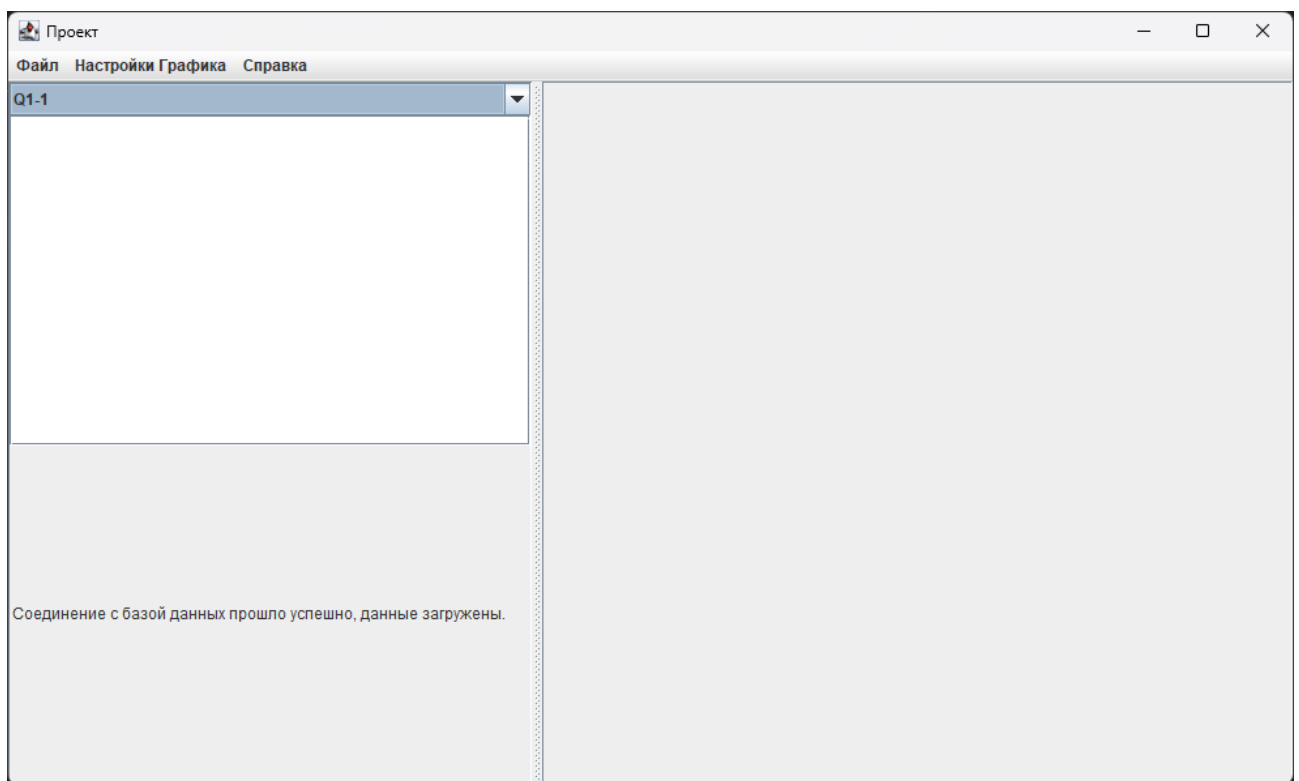 Проект
Файл Настройки Графика Справка
Q1-1
Соединение с базой данных прошло успешно, данные загружены.